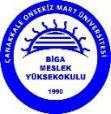 ÇANAKKALE ONSEKİZ MART ÜNİVERSİTESİ
BİGA
MESLEK
YÜKSEKOKULU
1990